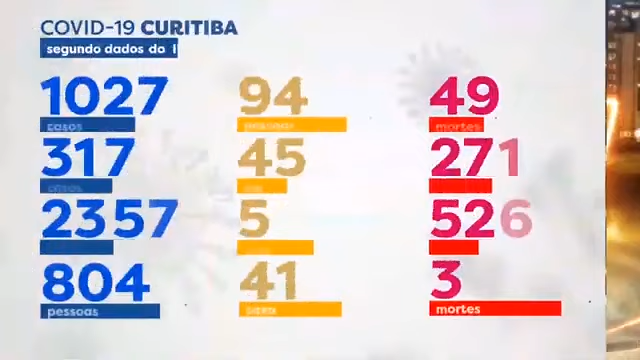 COVID-19 CURITIBA
segundo dados do
1027 94 49
casos mortes
317 45 271
2357 5 526
804 41 3
pessoas mortes